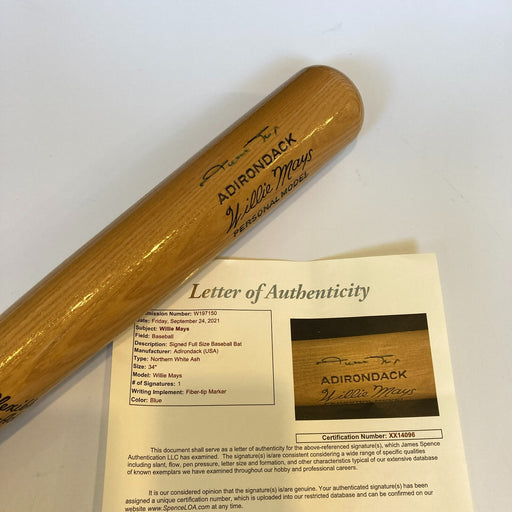 Willie Mays
ADIRONDACK
Willie Mays
PERSONAL MODEL
Letter of Authenticity
mission Number: W197150
Date: Friday, September 24, 2021
Subject: Willie Mays
Field: Baseball
Description: Signed Full Size Baseball Bat
Manufacturer: Adirondack (USA)
Type: Northern White Ash
Size: 34"
Model: Willie Mays
# of Signatures: 1
Writing Implement: Fiber-tip Marker
Color: Blue
Willie Mays
ADIRONDACK
Willie Mays
Certification Number: XX14096
This document shall serve as a letter of authenticity for the above-referenced signature(s), which James Spence
Authentication LLC has examined. The signature(s) is/are consistent considering a wide range of specific qualities
including slant, flow, pen pressure, letter size and formation, and other characteristics typical of our extensive database
of known exemplars we have examined throughout our hobby and professional careers.
It is our considered opinion that the signature(s) is/are genuine. Your authenticated signature(s) has been
assigned a unique certification number, which is uploaded into our restricted database and can be confirmed on our
website www.SpenceLOA.com at any time.